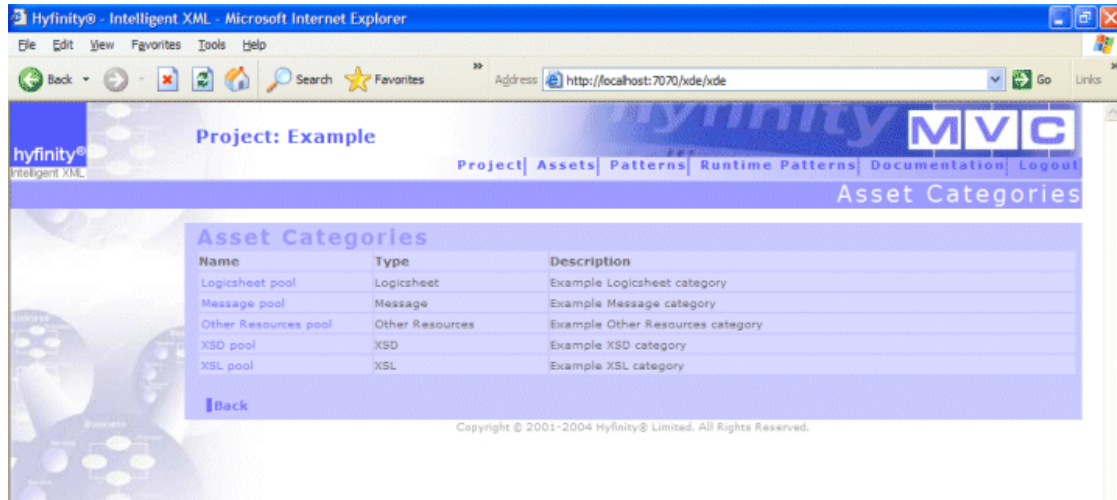 Hyfinity® - Intelligent XML - Microsoft Internet Explorer
File Edit View Favorites Tools Help
Back Search Favorites » Address http://localhost:7070/xde/xde Go Links »
hyfinity®
Intelligent XML
Project: Example
hyfinity MVC
Project Assets Patterns Runtime Patterns Documentation Logout
Asset Categories
Asset Categories
Name Type Description
Logicsheet pool Logicsheet Example Logicsheet category
Message pool Message Example Message category
Other Resources pool Other Resources Example Other Resources category
XSD pool XSD Example XSD category
XSL pool XSL Example XSL category
Back
Copyright © 2001-2004 Hyfinity® Limited. All Rights Reserved.